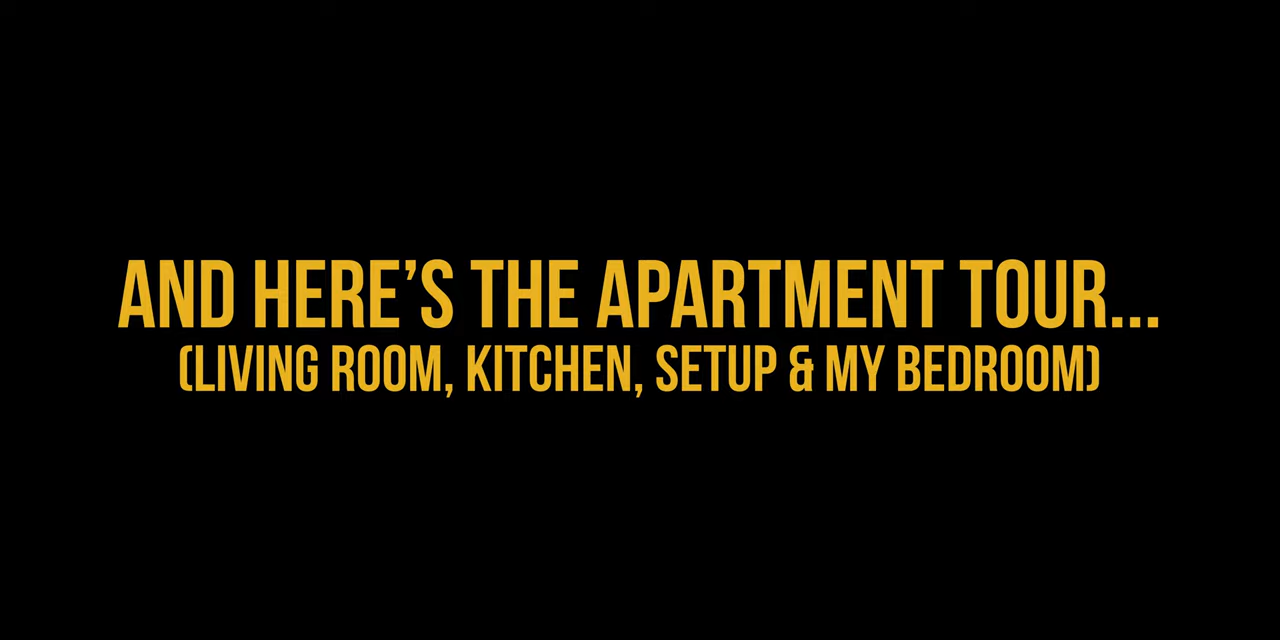 AND HERE’S THE APARTMENT TOUR...
(LIVING ROOM, KITCHEN, SETUP & MY BEDROOM)